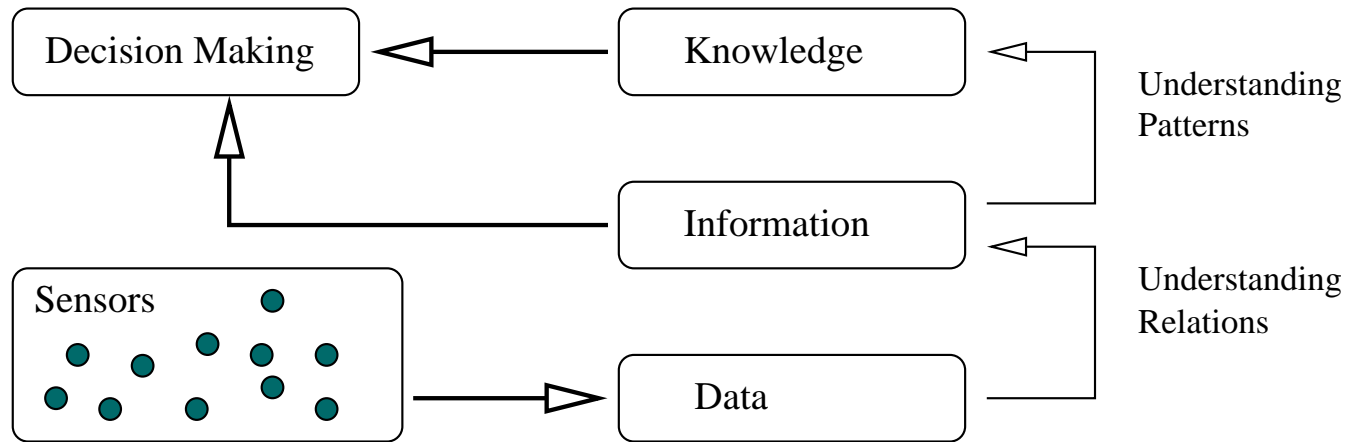 Decision Making
Knowledge
Understanding
Patterns
Information
Sensors
Understanding
Relations
Data